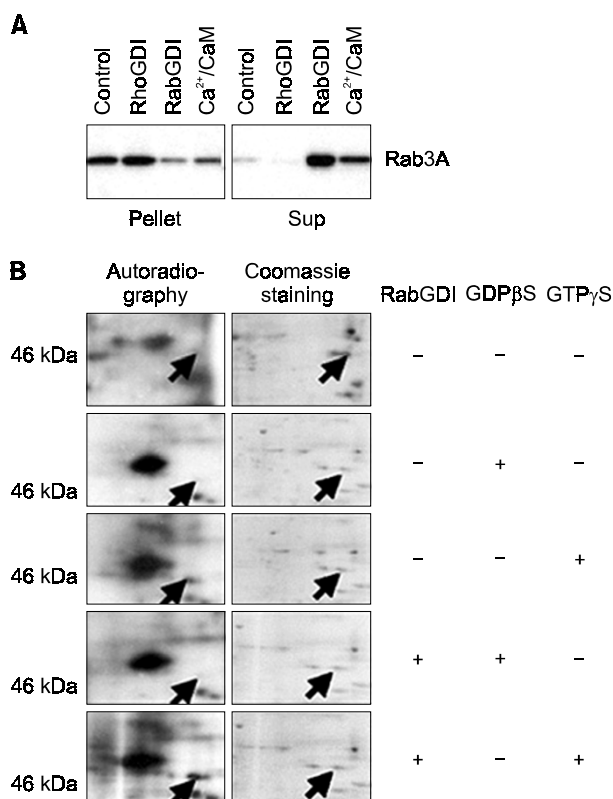 A
Control
RhoGDI
RabGDI
Ca2+/CaM
Control
RhoGDI
RabGDI
Ca2+/CaM
Rab3A
Pellet
Sup
B
Autoradio-
graphy
Coomassie
staining
RabGDI
GDPβS
GTPγS
46 kDa
– – –
46 kDa
– + –
46 kDa
– – +
46 kDa
+ + –
46 kDa
+ – +